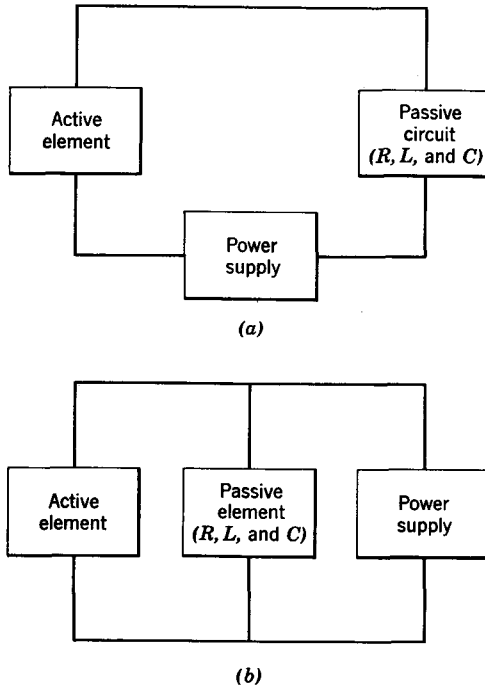 Active
element
Passive
circuit
(R, L, and C)
Power
supply
(a)
Active
element
Passive
element
(R, L, and C)
Power
supply
(b)